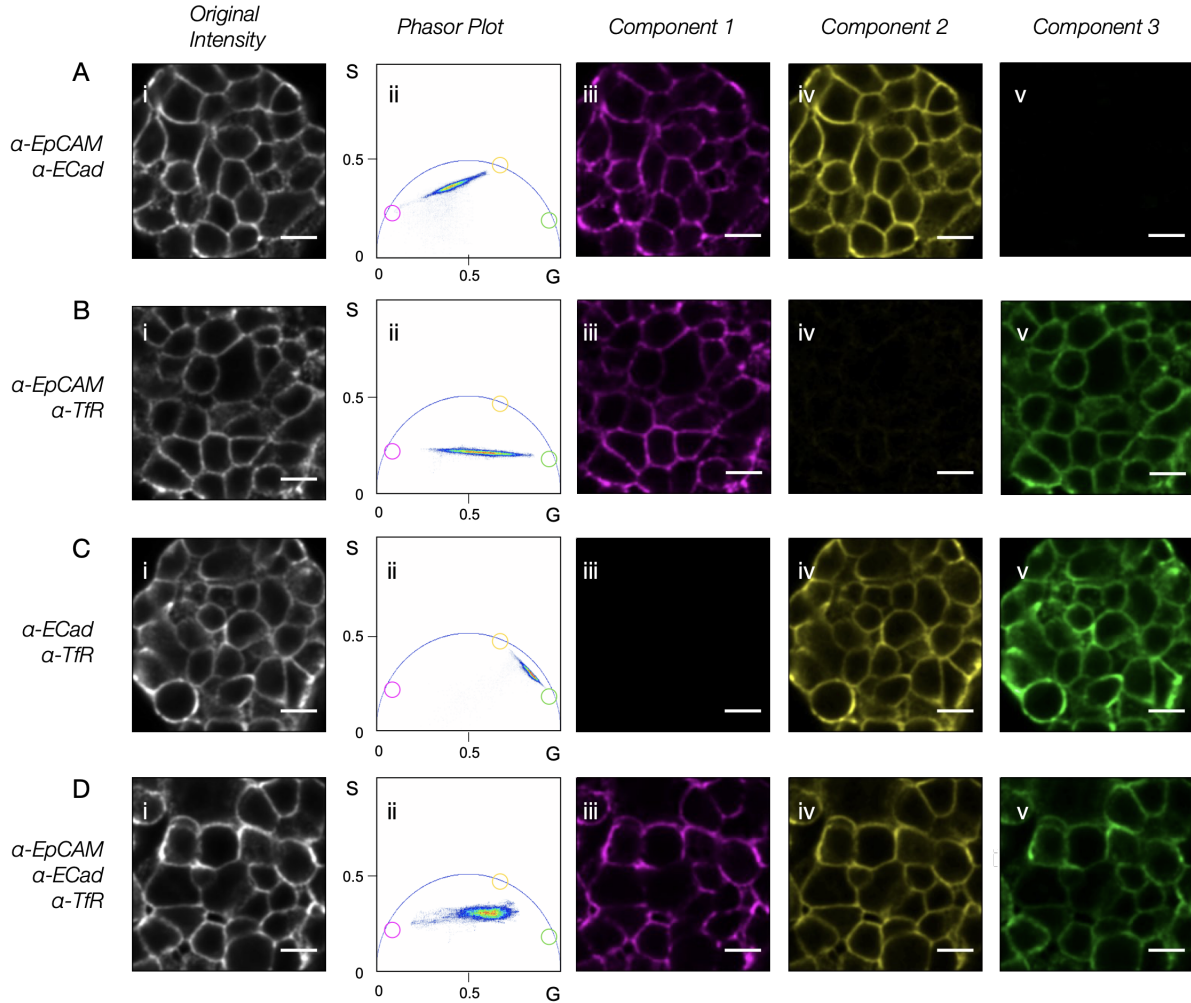 Original
Intensity
Phasor Plot
Component 1
Component 2
Component 3
A
α-EpCAM
α-ECad
i
S
ii
0.5
0
0
0.5
G
iii
iv
v
B
α-EpCAM
α-TfR
i
S
ii
0.5
0
0
0.5
G
iii
iv
v
C
α-ECad
α-TfR
i
S
ii
0.5
0
0
0.5
G
iii
iv
v
D
α-EpCAM
α-ECad
α-TfR
i
S
ii
0.5
0
0
0.5
G
iii
iv
v